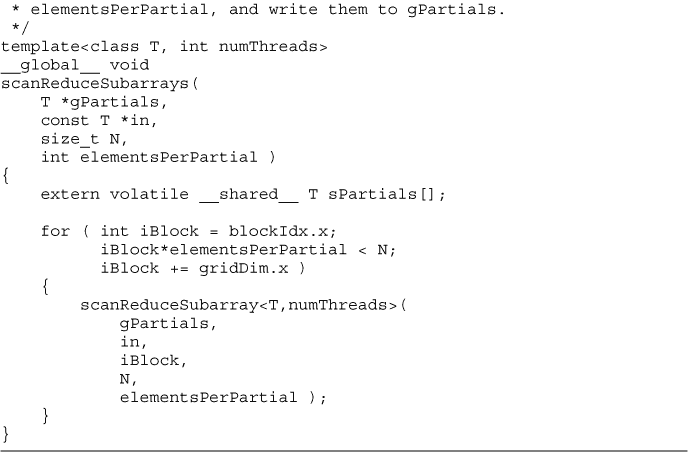 * elementsPerPartial, and write them to gPartials.
 */
template<class T, int numThreads>
__global__ void
scanReduceSubarrays(
    T *gPartials,
    const T *in,
    size_t N,
    int elementsPerPartial )
{
    extern volatile __shared__ T sPartials[];

    for ( int iBlock = blockIdx.x;
          iBlock*elementsPerPartial < N;
          iBlock += gridDim.x )
    {
        scanReduceSubarray<T,numThreads>(
            gPartials,
            in,
            iBlock,
            N,
            elementsPerPartial );
    }
}